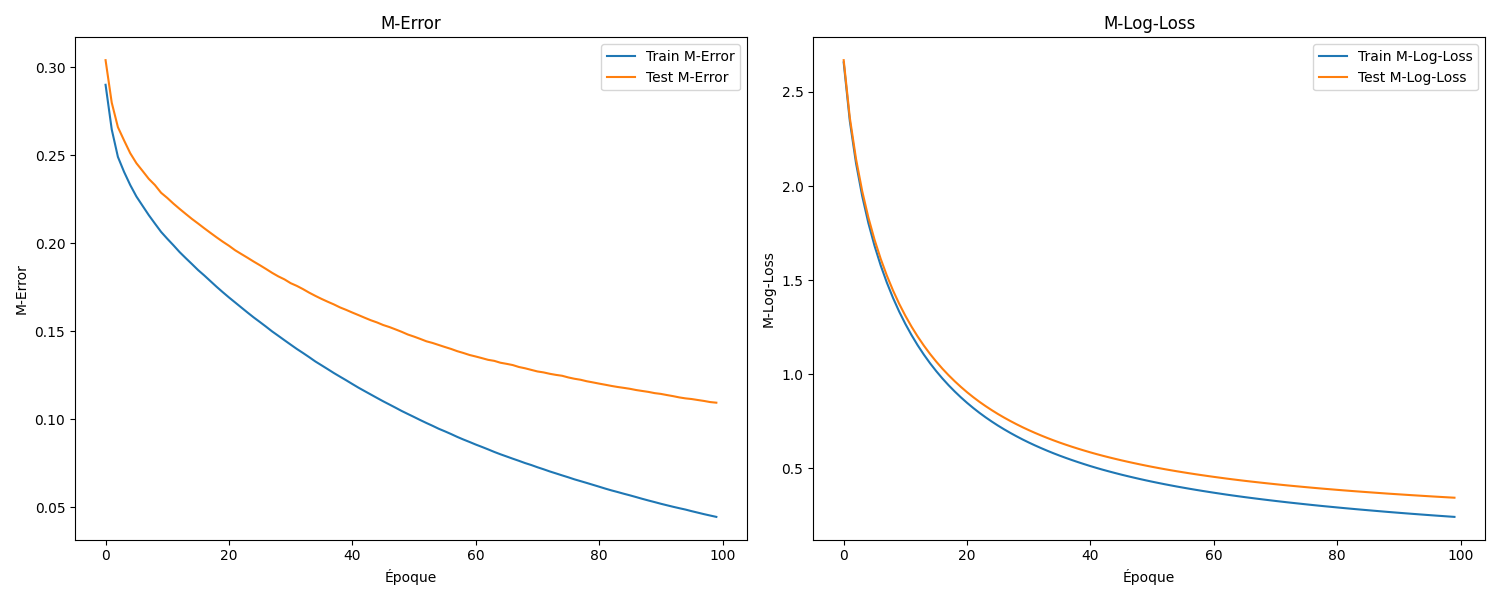 M-Error
Train M-Error
Test M-Error
M-Error
0.30
0.25
0.20
0.15
0.10
0.05
0 20 40 60 80 100
Époque
M-Log-Loss
Train M-Log-Loss
Test M-Log-Loss
M-Log-Loss
2.5
2.0
1.5
1.0
0.5
0 20 40 60 80 100
Époque